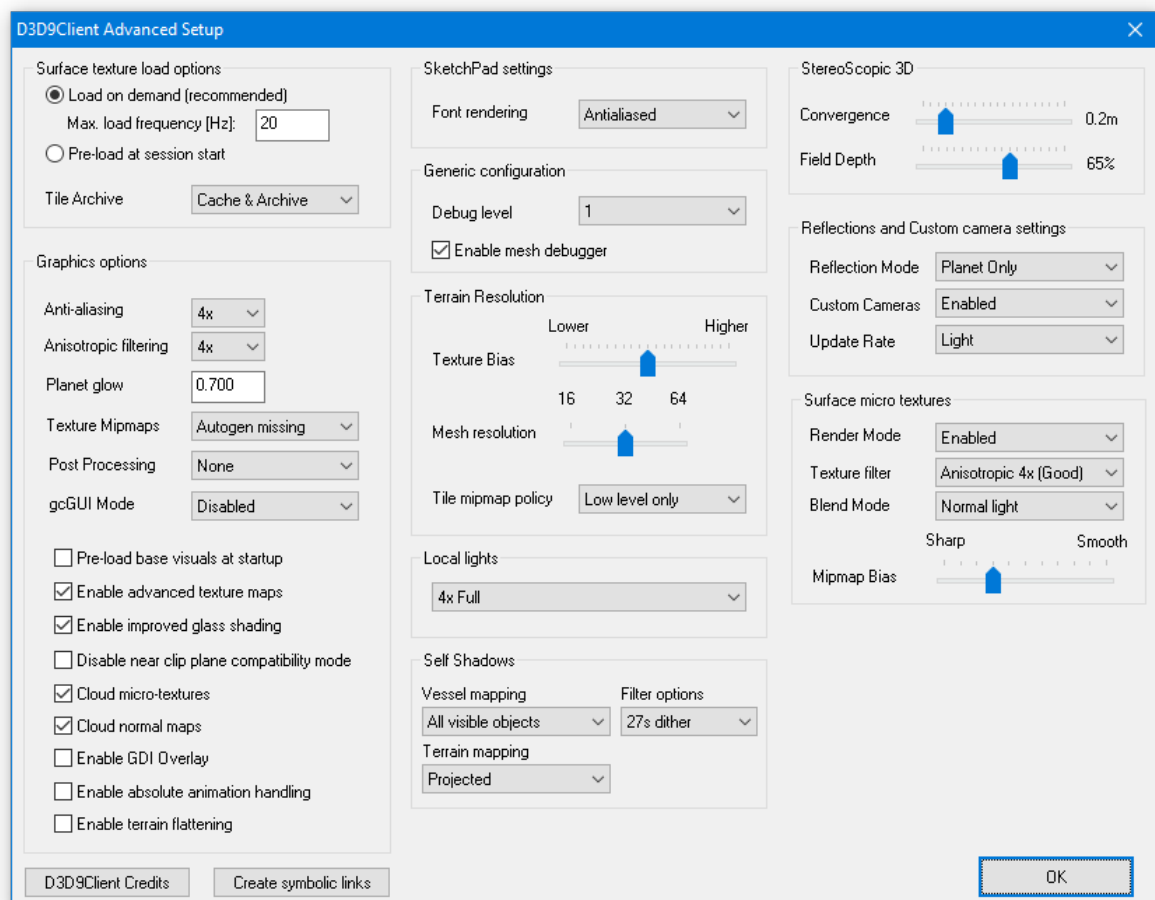 D3D9Client Advanced Setup
Surface texture load options
Load on demand (recommended)
Max. load frequency [Hz]: 20
Pre-load at session start
Tile Archive Cache & Archive
Graphics options
Anti-aliasing 4x
Anisotropic filtering 4x
Planet glow 0.700
Texture Mipmaps Autogen missing
Post Processing None
gcGUI Mode Disabled
Pre-load base visuals at startup
Enable advanced texture maps
Enable improved glass shading
Disable near clip plane compatibility mode
Cloud micro-textures
Cloud normal maps
Enable GDI Overlay
Enable absolute animation handling
Enable terrain flattening
D3D9Client Credits Create symbolic links
SketchPad settings
Font rendering Antialiased
Generic configuration
Debug level 1
Enable mesh debugger
Terrain Resolution
Lower Higher
Texture Bias
16 32 64
Mesh resolution
Tile mipmap policy Low level only
Local lights
4x Full
Self Shadows
Vessel mapping Filter options
All visible objects 27s dither
Terrain mapping
Projected
StereoScopic 3D
Convergence 0.2m
Field Depth 65%
Reflections and Custom camera settings
Reflection Mode Planet Only
Custom Cameras Enabled
Update Rate Light
Surface micro textures
Render Mode Enabled
Texture filter Anisotropic 4x (Good)
Blend Mode Normal light
Sharp Smooth
Mipmap Bias
OK